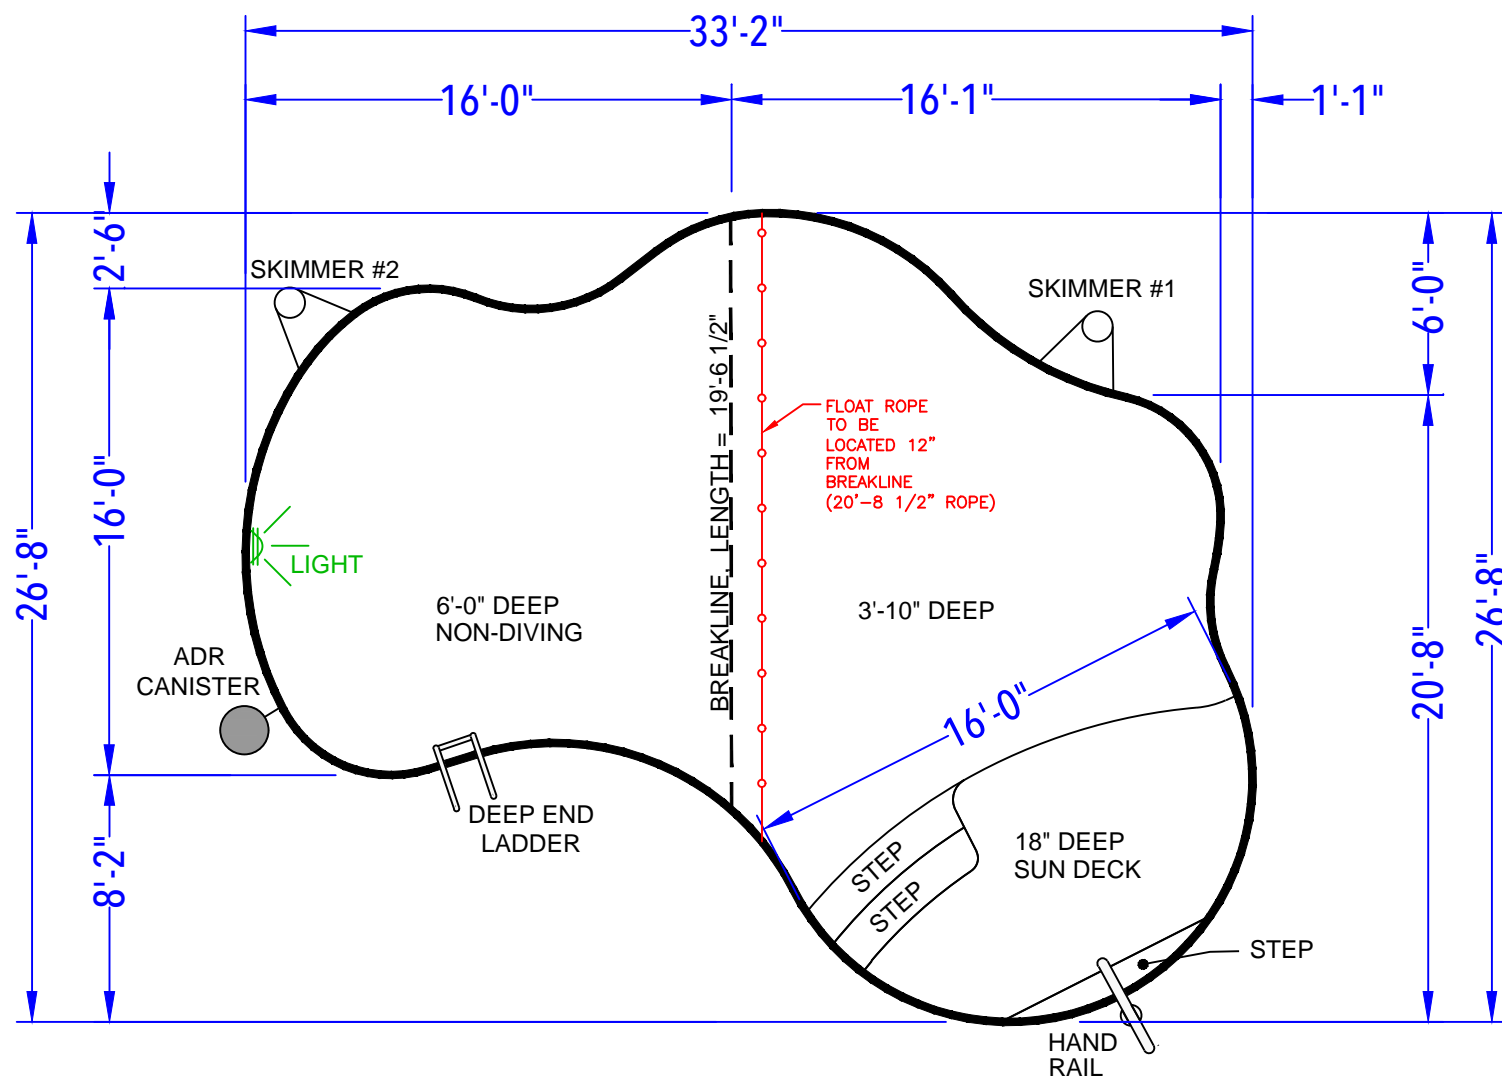 33'-2"
16'-0"
16'-1"
1'-1"
2'-6"
SKIMMER #2
SKIMMER #1
6'-0"
BREAKLINE, LENGTH = 19'-6 1/2"
FLOAT ROPE
TO BE
LOCATED 12"
FROM
BREAKLINE
(20'-8 1/2" ROPE)
16'-0"
26'-8"
LIGHT
6'-0" DEEP
NON-DIVING
3'-10" DEEP
26'-8"
20'-8"
ADR
CANISTER
16'-0"
DEEP END
LADDER
8'-2"
STEP
STEP
18" DEEP
SUN DECK
STEP
HAND
RAIL